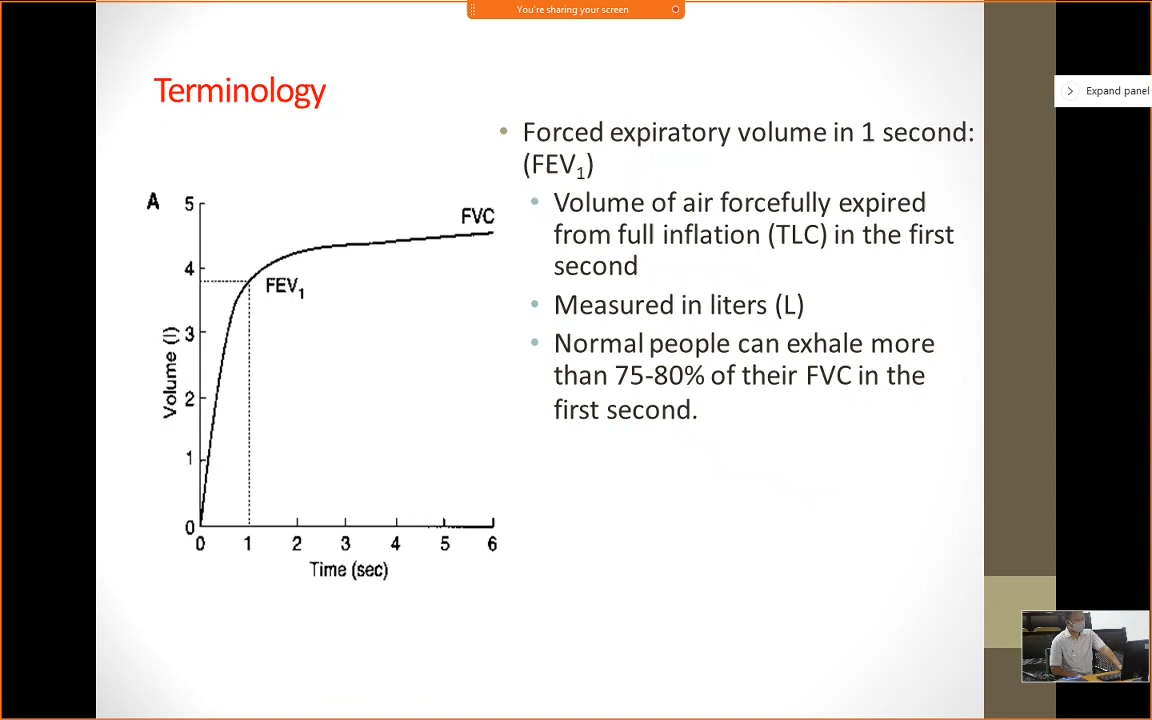 You're sharing your screen
Expand panel
Terminology
• Forced expiratory volume in 1 second:
(FEV₁)
• Volume of air forcefully expired
from full inflation (TLC) in the first
second
• Measured in liters (L)
• Normal people can exhale more
than 75-80% of their FVC in the
first second.
A
FVC
FEV₁
Volume (l)
5
4
3
2
1
0
0 1 2 3 4 5 6
Time (sec)